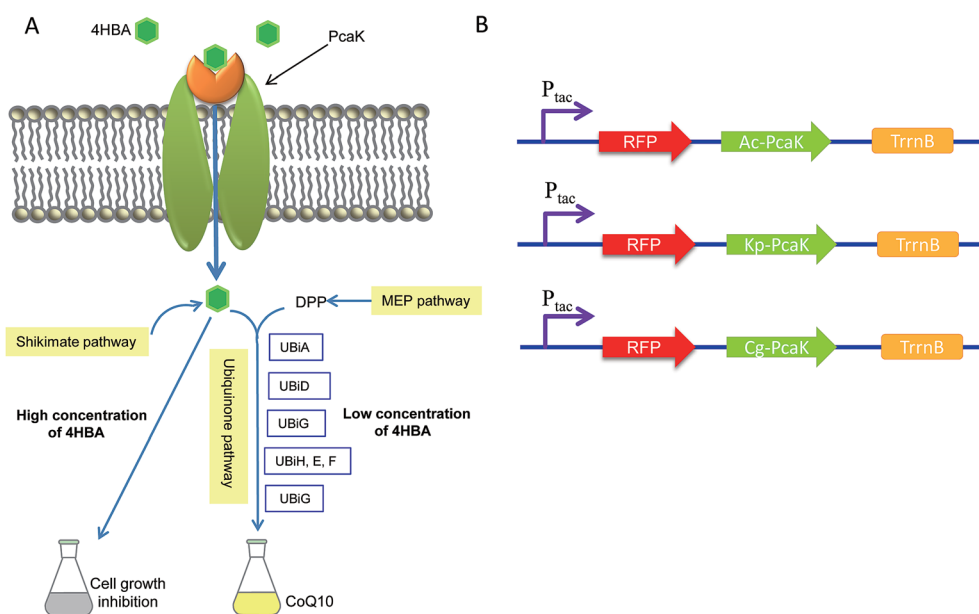 A
4HBA
PcaK
DPP
MEP pathway
Shikimate pathway
UBiA
UBiD
UBiG
UBiH, E, F
UBiG
Ubiquinone pathway
High concentration
of 4HBA
Low concentration
of 4HBA
Cell growth
inhibition
CoQ10
B
Ptac
RFP
Ac-PcaK
TrrnB
Ptac
RFP
Kp-PcaK
TrrnB
Ptac
RFP
Cg-PcaK
TrrnB